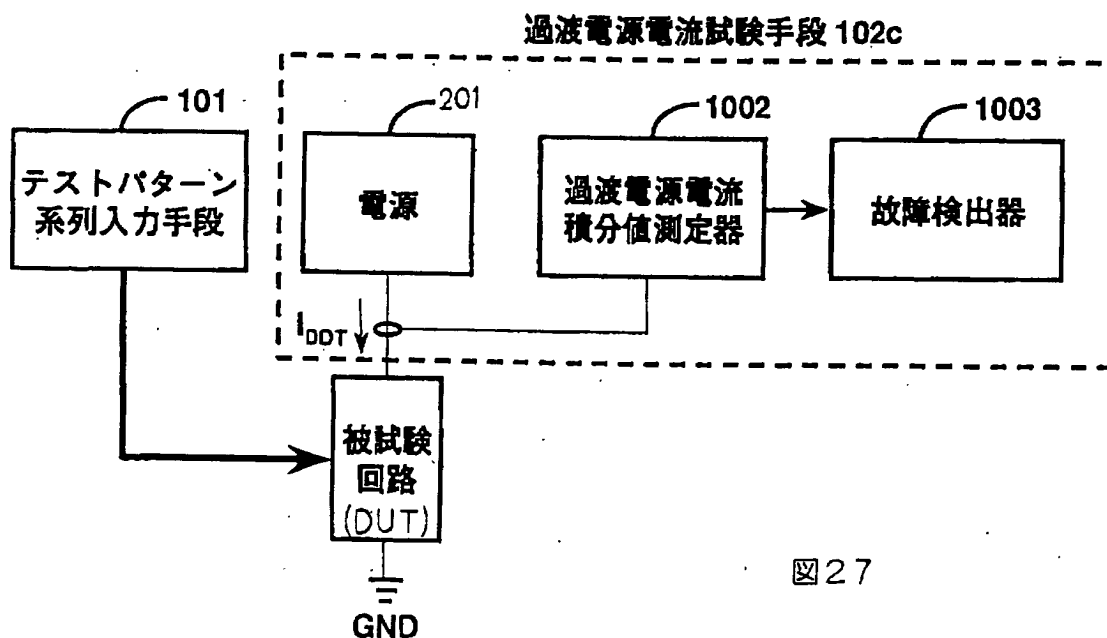 過渡電源電流試験手段 102c
101
201
1002
1003
テストパターン
系列入力手段
電源
過渡電源電流
積分値測定器
故障検出器
IDDT
被試験
回路
(DUT)
GND
図27